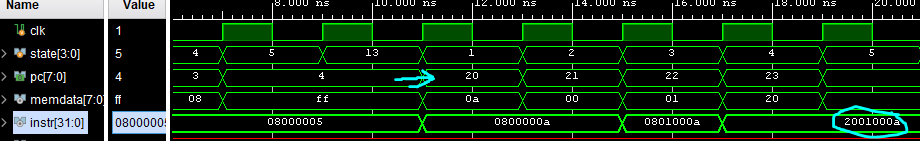 Name Value 8.000 ns 10.000 ns 12.000 ns 14.000 ns 16.000 ns 18.000 ns 20.000
clk 1
state[3:0] 5 4 5 13 1 2 3 4 5
pc[7:0] 4 3 4 20 21 22 23
memdata[7:0] ff 08 ff 0a 00 01 20
instr[31:0] 08000005 08000005 0800000a 0801000a 2001000a